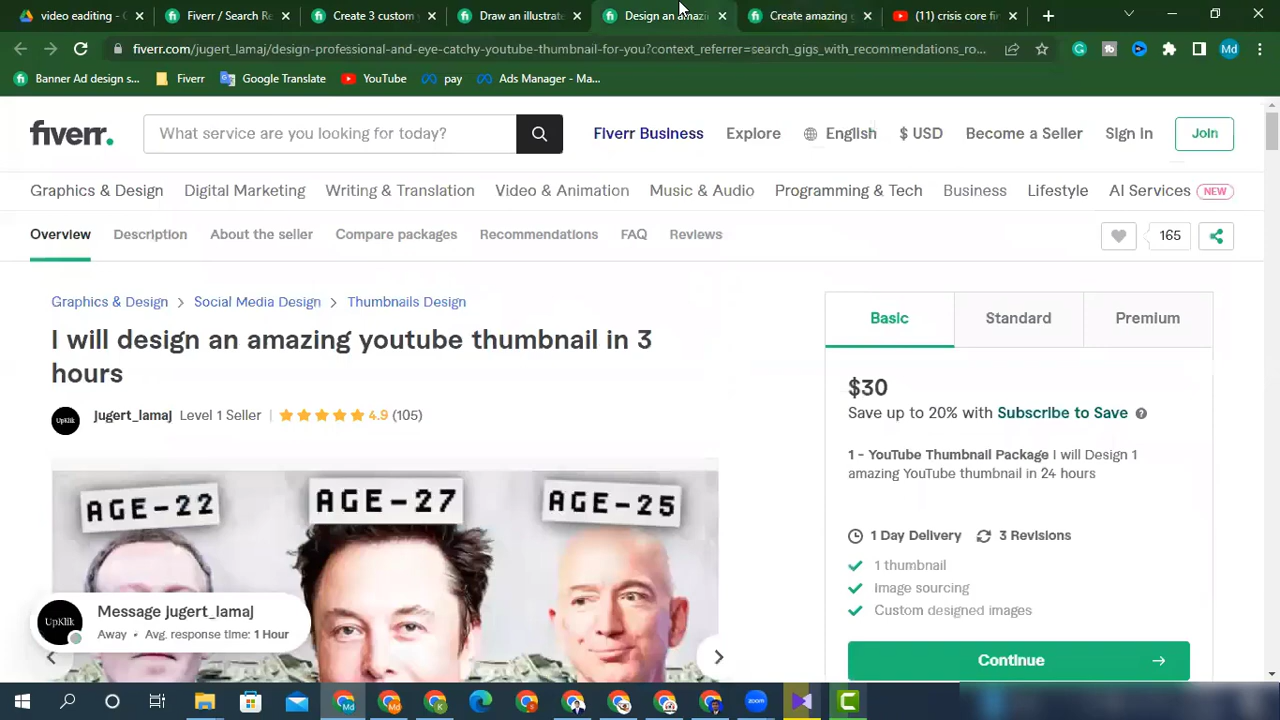 video eadting -
Fiverr / Search Re
Create 3 custom
Draw an illustrate
Design an amazi
Create amazing g
(11) crisis core fi
fiverr.com/jugert_lamaj/design-professional-and-eye-catchy-youtube-thumbnail-for-you?context_referrer=search_gigs_with_recommendations_ro...
Md
Banner Ad design s...
Fiverr
Google Translate
YouTube
pay
Ads Manager - Ma...
fiverr.
What service are you looking for today?
Fiverr Business
Explore
English
$ USD
Become a Seller
Sign In
Join
Graphics & Design
Digital Marketing
Writing & Translation
Video & Animation
Music & Audio
Programming & Tech
Business
Lifestyle
AI Services NEW
Overview
Description
About the seller
Compare packages
Recommendations
FAQ
Reviews
165
Graphics & Design > Social Media Design > Thumbnails Design
I will design an amazing youtube thumbnail in 3
hours
UpKlik
jugert_lamaj Level 1 Seller | 4.9 (105)
AGE-22
AGE-27
AGE-25
UpKlik
Message jugert_lamaj
Away • Avg. response time: 1 Hour
Basic
Standard
Premium
$30
Save up to 20% with Subscribe to Save
1 - YouTube Thumbnail Package I will Design 1
amazing YouTube thumbnail in 24 hours
1 Day Delivery
3 Revisions
1 thumbnail
Image sourcing
Custom designed images
Continue
zoom